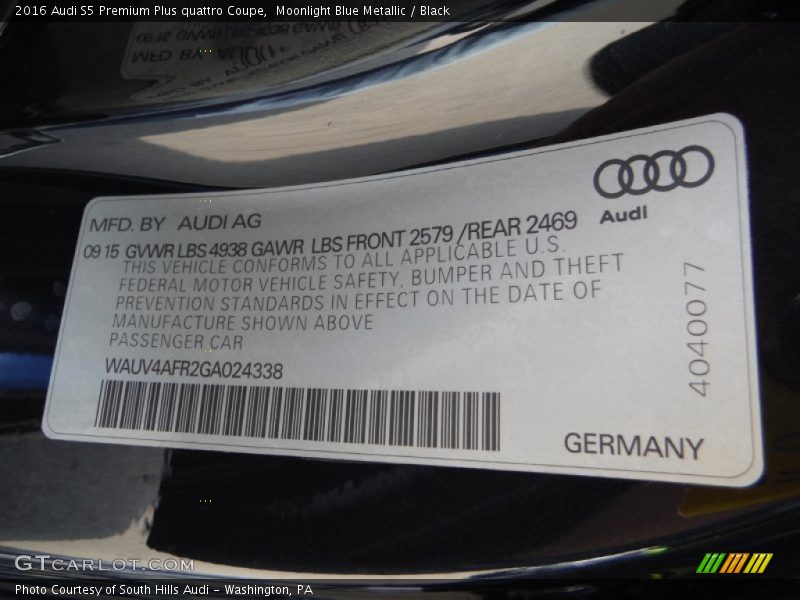 2016 Audi S5 Premium Plus quattro Coupe, Moonlight Blue Metallic / Black
MFD. BY AUDI AG
Audi
09 15 GVWR LBS 4938 GAWR LBS FRONT 2579 /REAR 2469
THIS VEHICLE CONFORMS TO ALL APPLICABLE U.S.
FEDERAL MOTOR VEHICLE SAFETY, BUMPER AND THEFT
PREVENTION STANDARDS IN EFFECT ON THE DATE OF
MANUFACTURE SHOWN ABOVE
PASSENGER CAR
4040077
WAUV4AFR2GA024338
GERMANY
GTcarlot.com
Photo Courtesy of South Hills Audi - Washington, PA